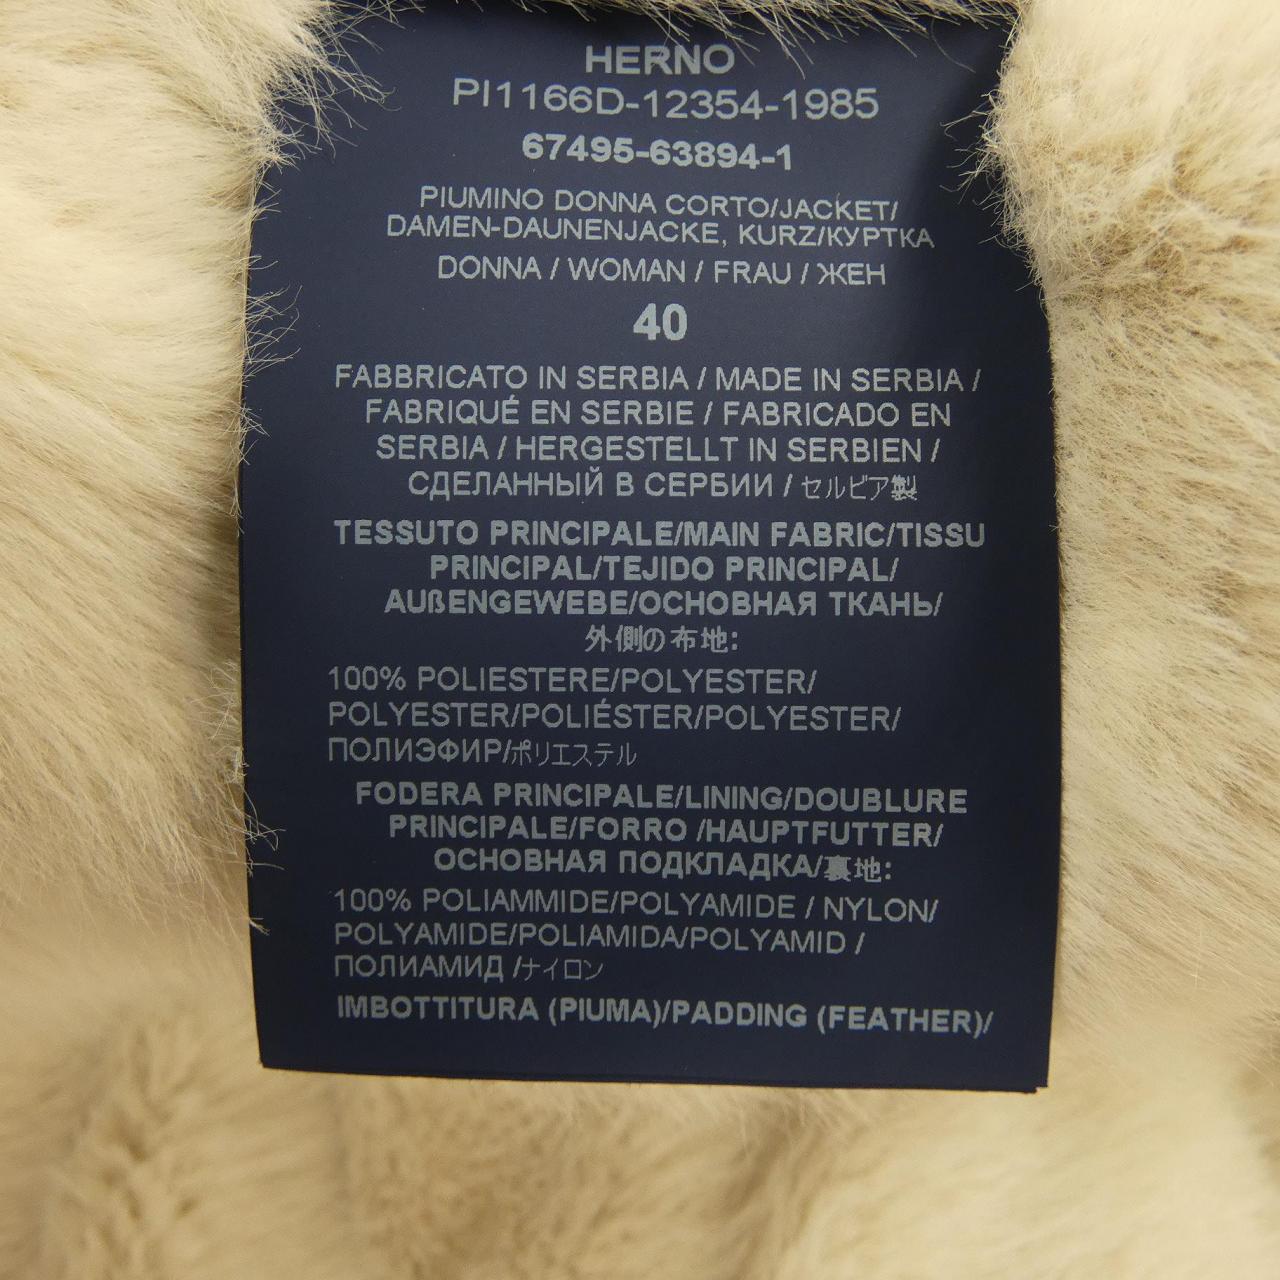 HERNO
PI1166D-12354-1985
67495-63894-1
PIUMINO DONNA CORTO/JACKET/
DAMEN-DAUNENJACKE, KURZ/КУРТКА
DONNA / WOMAN / FRAU / ЖЕН
40
FABBRICATO IN SERBIA / MADE IN SERBIA /
FABRIQUÉ EN SERBIE / FABRICADO EN
SERBIA / HERGESTELLT IN SERBIEN /
СДЕЛАННЫЙ В СЕРБИИ / セルビア製
TESSUTO PRINCIPALE/MAIN FABRIC/TISSU
PRINCIPAL/TEJIDO PRINCIPAL/
AUßENGEWEBE/ОСНОВНАЯ ТКАНЬ/
外側の布地:
100% POLIESTERE/POLYESTER/
POLYESTER/POLIÉSTER/POLYESTER/
ПОЛИЭФИР/ポリエステル
FODERA PRINCIPALE/LINING/DOUBLURE
PRINCIPALE/FORRO /HAUPTFUTTER/
ОСНОВНАЯ ПОДКЛАДКА/裏地:
100% POLIAMMIDE/POLYAMIDE / NYLON/
POLYAMIDE/POLIAMIDA/POLYAMID /
ПОЛИАМИД /ナイロン
IMBOTTITURA (PIUMA)/PADDING (FEATHER)/